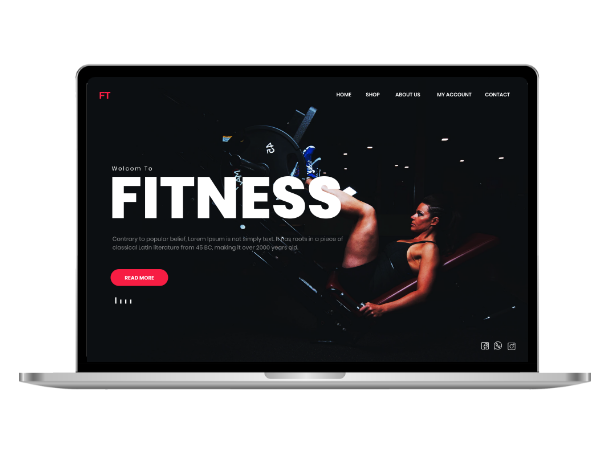 FT
HOME SHOP ABOUT US MY ACCOUNT CONTACT
45
Welcom To
FITNESS
Contrary to popular belief, Lorem Ipsum is not simply text. It has roots in a piece of
classical Latin literature from 45 BC, making it over 2000 years old.
READ MORE